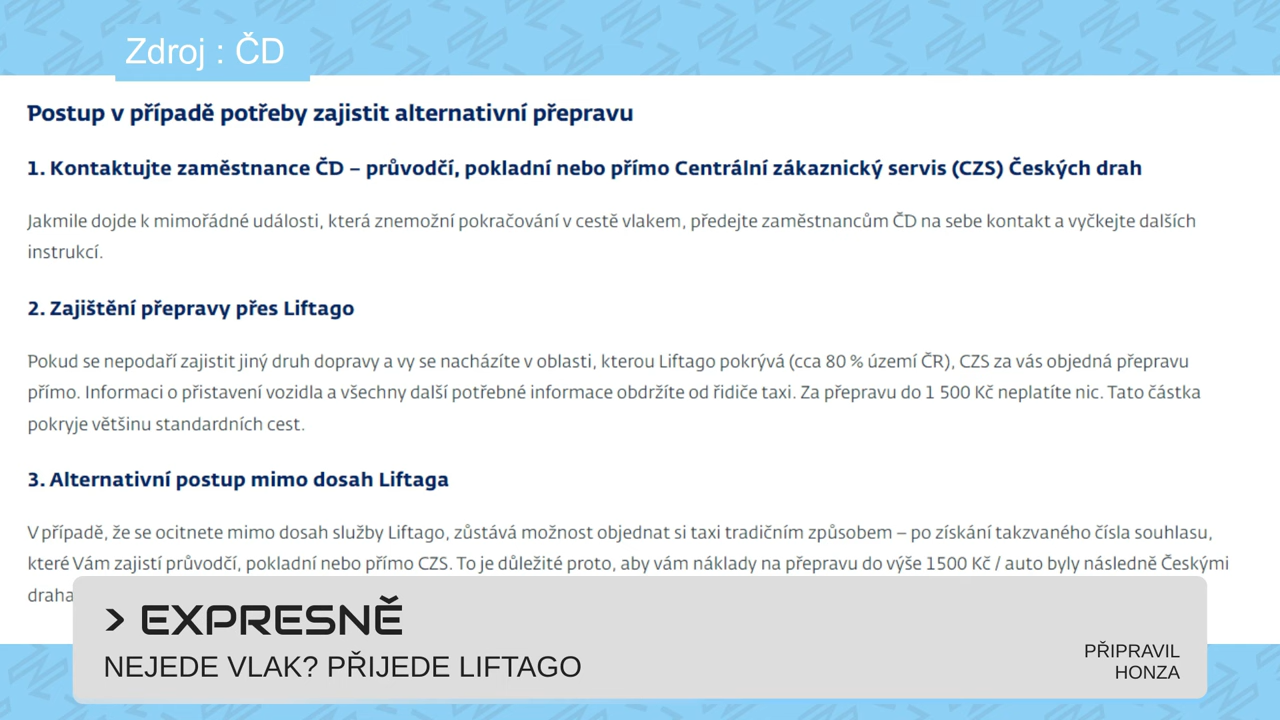 Zdroj : ČD
Postup v případě potřeby zajistit alternativní přepravu
1. Kontaktujte zaměstnance ČD – průvodčí, pokladní nebo přímo Centrální zákaznický servis (CZS) Českých drah
Jakmile dojde k mimořádné události, která znemožní pokračování v cestě vlakem, předejte zaměstnancům ČD na sebe kontakt a vyčkejte dalších
instrukcí.
2. Zajištění přepravy přes Liftago
Pokud se nepodaří zajistit jiný druh dopravy a vy se nacházíte v oblasti, kterou Liftago pokrývá (cca 80 % území ČR), CZS za vás objedná přepravu
přímo. Informaci o přistavení vozidla a všechny další potřebné informace obdržíte od řidiče taxi. Za přepravu do 1 500 Kč neplatíte nic. Tato částka
pokryje většinu standardních cest.
3. Alternativní postup mimo dosah Liftaga
V případě, že se ocitnete mimo dosah služby Liftago, zůstává možnost objednat si taxi tradičním způsobem – po získání takzvaného čísla souhlasu,
které Vám zajistí průvodčí, pokladní nebo přímo CZS. To je důležité proto, aby vám náklady na přepravu do výše 1500 Kč / auto byly následně Českými
draha
> EXPRESNĚ
NEJEDE VLAK? PŘIJEDE LIFTAGO
PŘIPRAVIL
HONZA